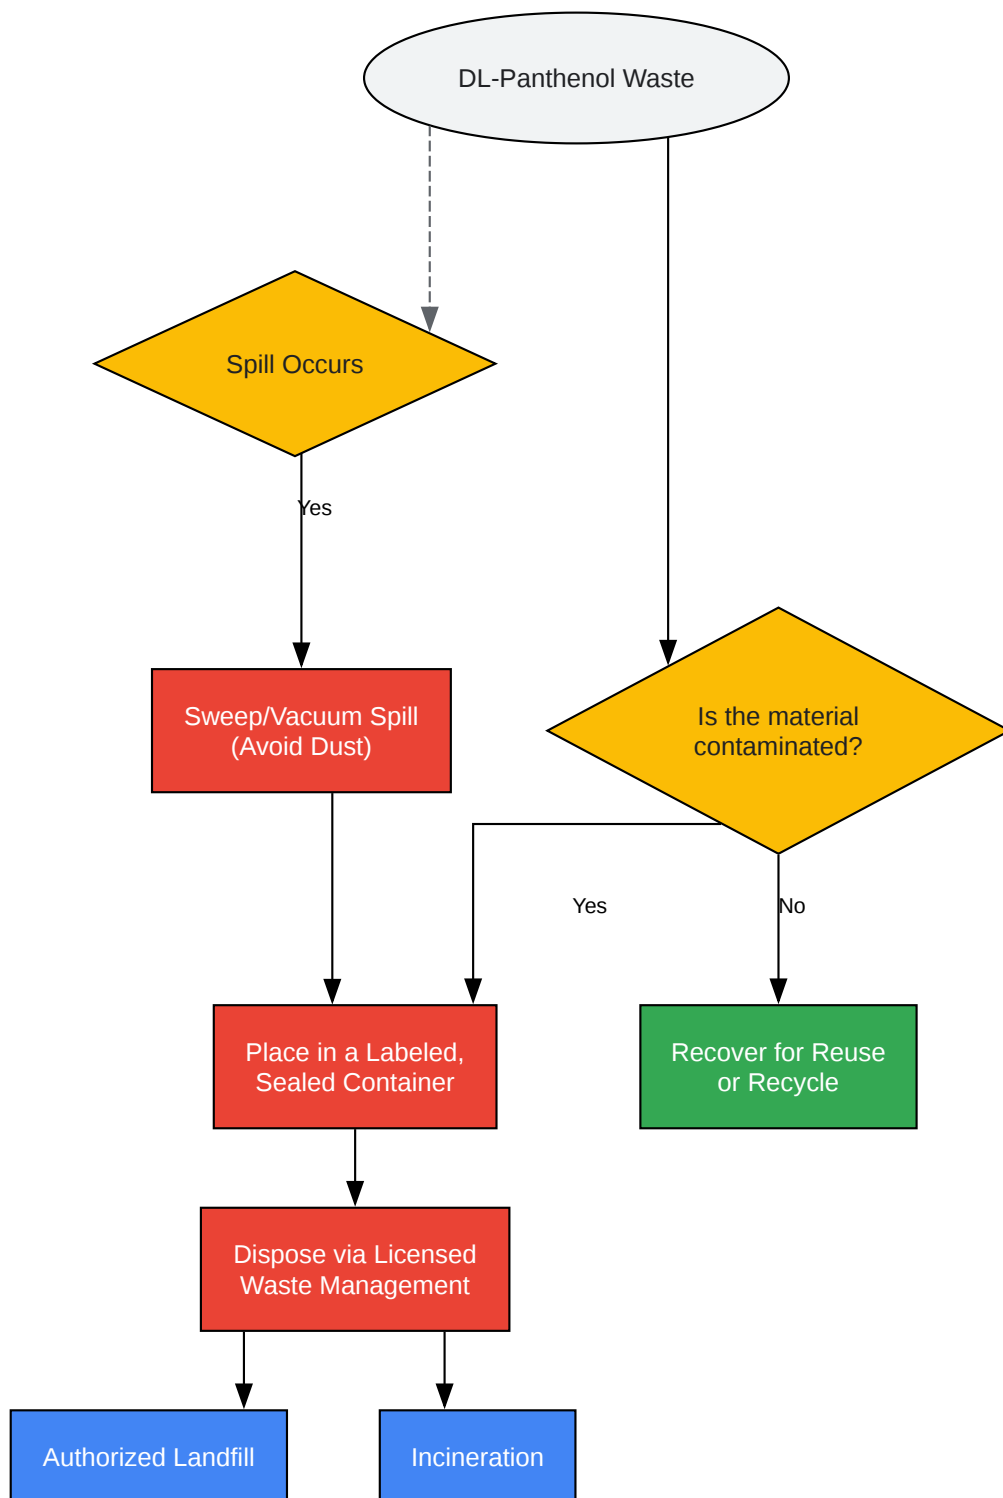 DL-Panthenol Waste
Spill Occurs
Yes
Sweep/Vacuum Spill
(Avoid Dust)
Is the material
contaminated?
Yes
No
Place in a Labeled,
Sealed Container
Recover for Reuse
or Recycle
Dispose via Licensed
Waste Management
Authorized Landfill
Incineration